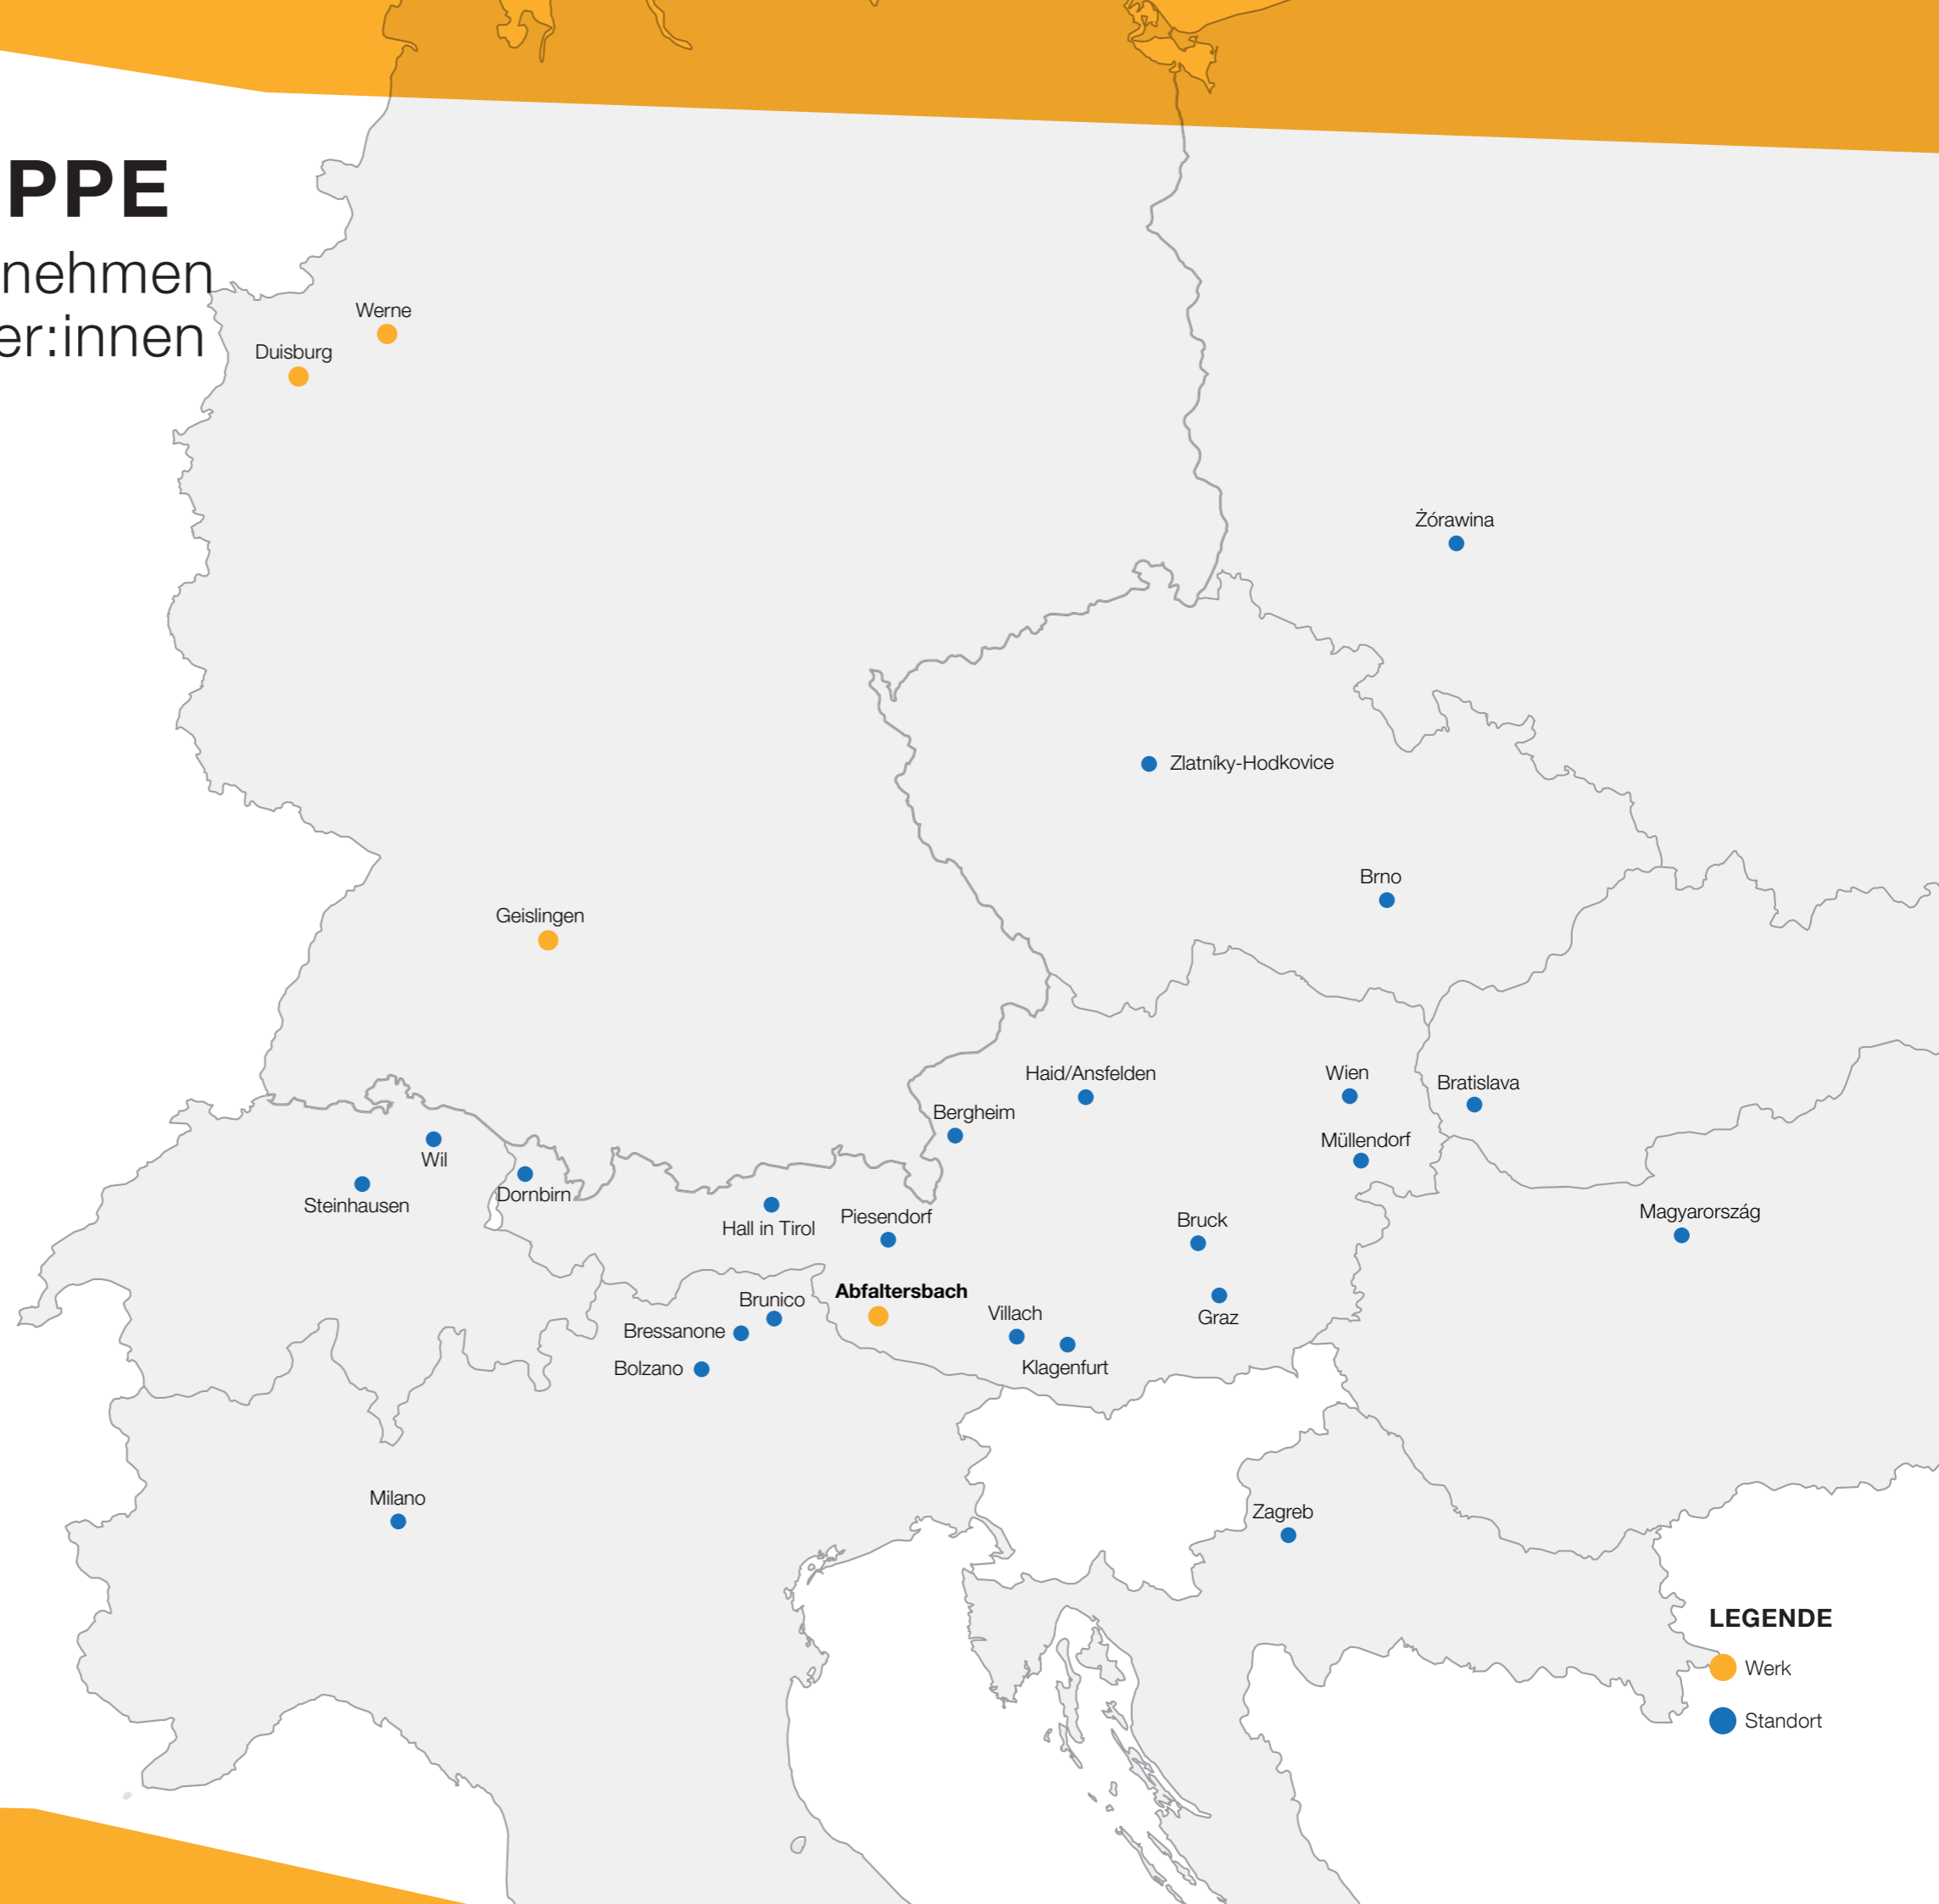 PPE
nehmen
er:innen
Werne
Duisburg
Żórawina
Zlatníky-Hodkovice
Brno
Geislingen
Haid/Ansfelden
Wien
Bratislava
Bergheim
Müllendorf
Wil
Dornbirn
Steinhausen
Hall in Tirol
Piesendorf
Bruck
Magyarország
Abfaltersbach
Brunico
Villach
Graz
Bressanone
Klagenfurt
Bolzano
Milano
Zagreb
LEGENDE
Werk
Standort